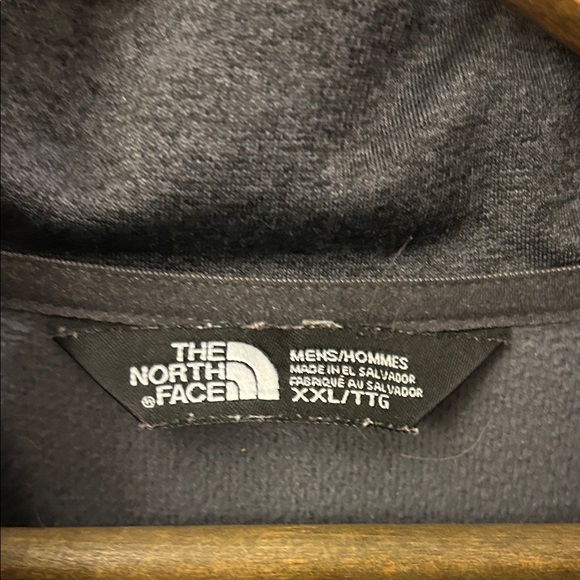 THE
NORTH
FACE
MENS/HOMMES
MADE IN EL SALVADOR
FABRIQUÉ AU SALVADOR
XXL/TTG